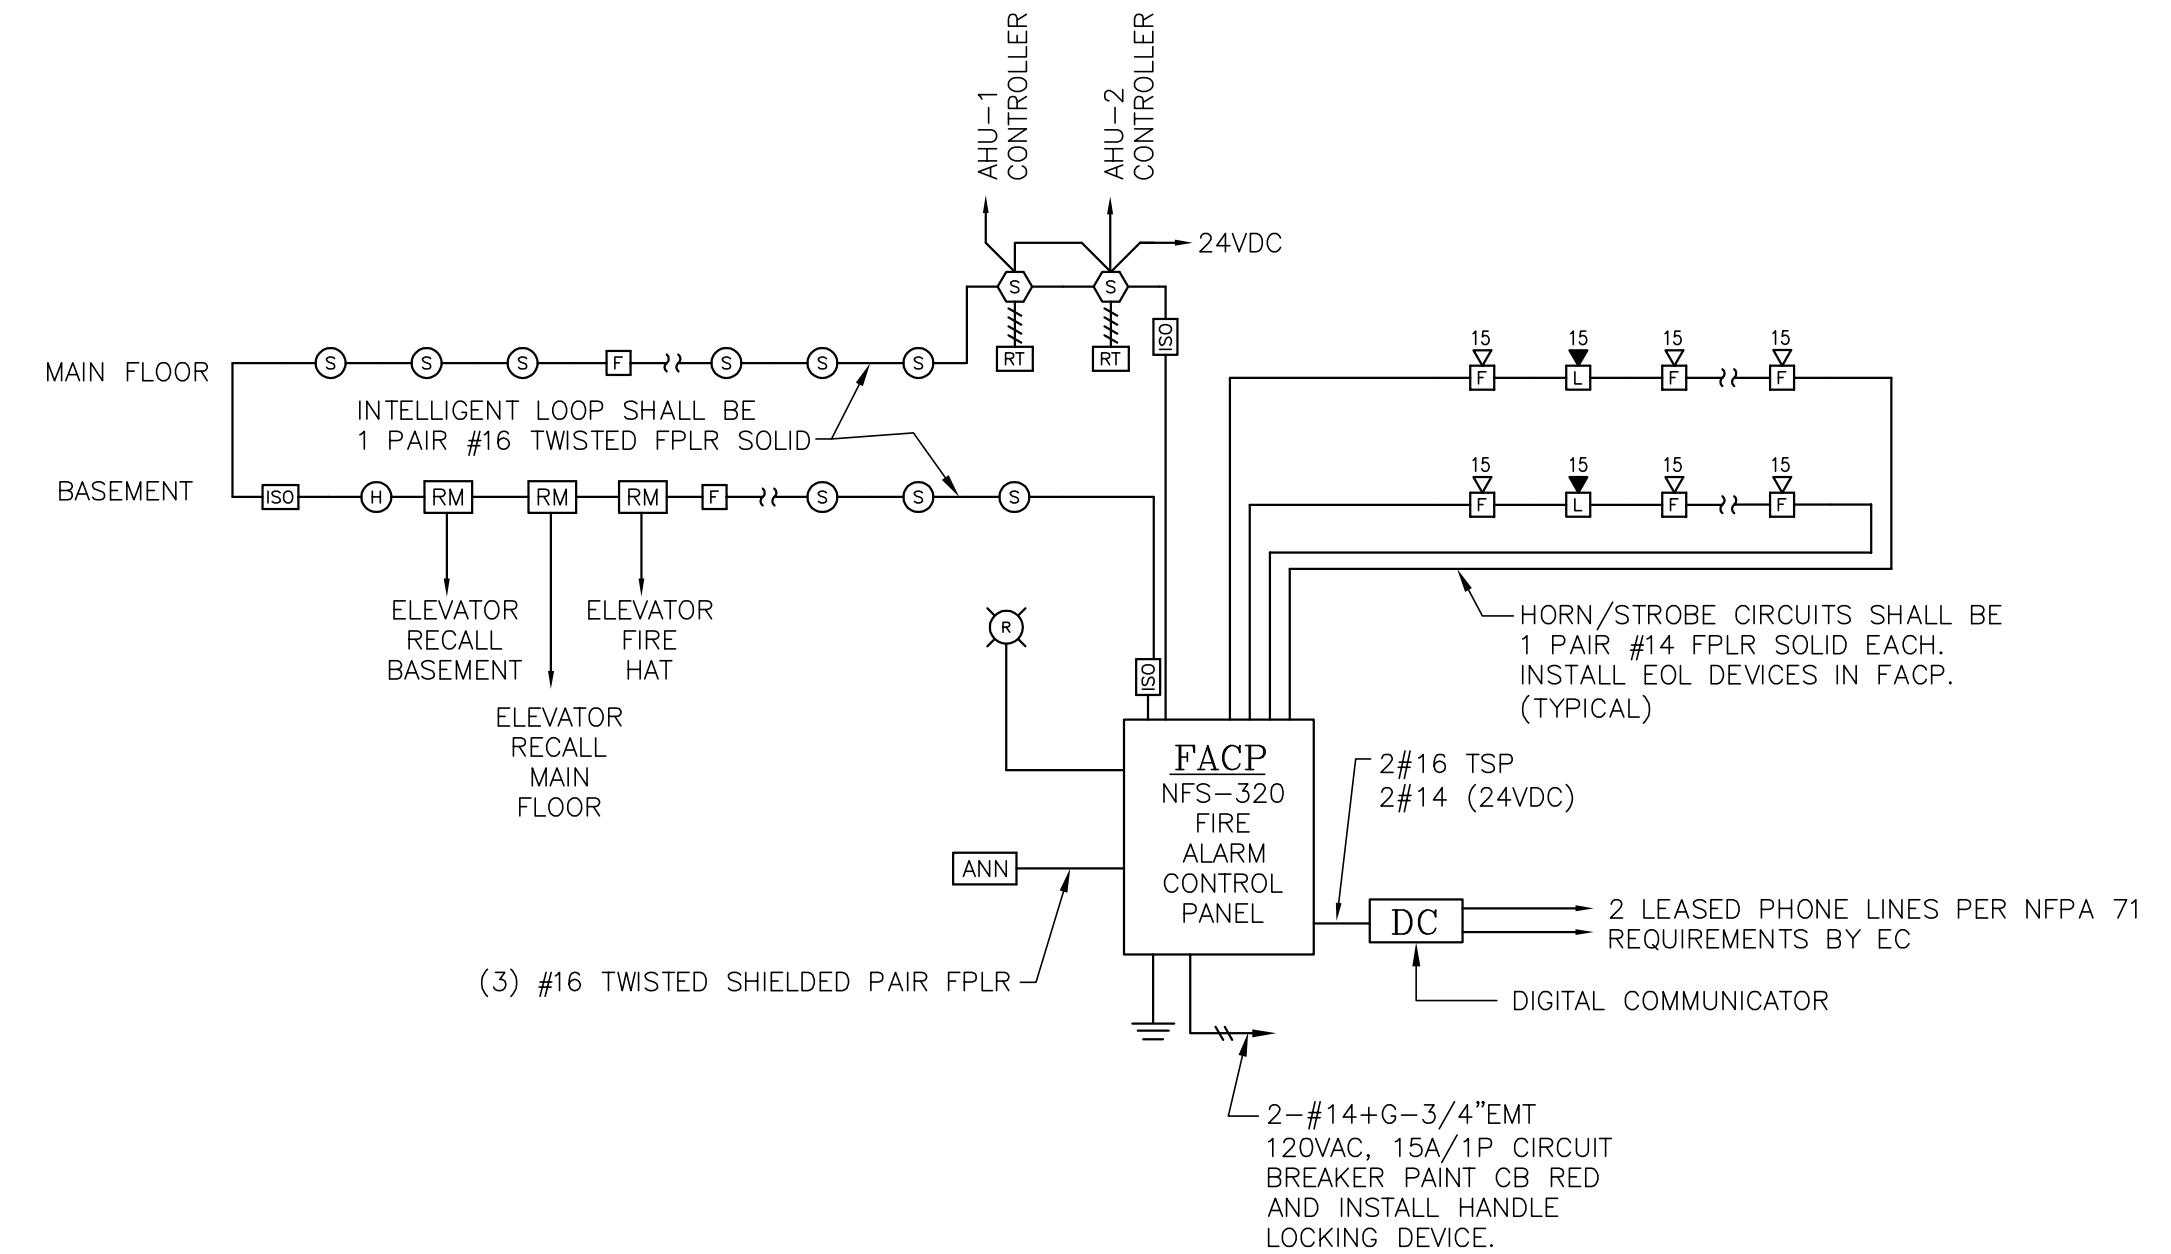 AHU-1
CONTROLLER
AHU-2
CONTROLLER
24VDC
S
S
ISO
RT
RT
MAIN FLOOR
S
S
S
F
S
S
S
INTELLIGENT LOOP SHALL BE
1 PAIR #16 TWISTED FPLR SOLID
BASEMENT
ISO
H
RM
RM
RM
F
S
S
S
ELEVATOR
RECALL
BASEMENT
ELEVATOR
RECALL
MAIN
FLOOR
ELEVATOR
FIRE
HAT
R
ISO
15
15
15
15
F
L
F
F
15
15
15
15
F
L
F
F
HORN/STROBE CIRCUITS SHALL BE
1 PAIR #14 FPLR SOLID EACH.
INSTALL EOL DEVICES IN FACP.
(TYPICAL)
FACP
NFS-320
FIRE
ALARM
CONTROL
PANEL
2#16 TSP
2#14 (24VDC)
ANN
(3) #16 TWISTED SHIELDED PAIR FPLR
DC
2 LEASED PHONE LINES PER NFPA 71
REQUIREMENTS BY EC
DIGITAL COMMUNICATOR
2-#14+G-3/4”EMT
120VAC, 15A/1P CIRCUIT
BREAKER PAINT CB RED
AND INSTALL HANDLE
LOCKING DEVICE.